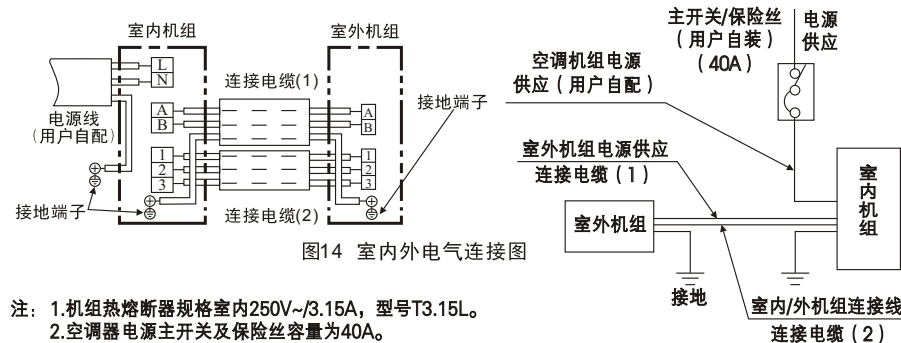 室内机组
室外机组
L
N
电源线
(用户自配)
A
B
1
2
3
接地端子
连接电缆(1)
连接电缆(2)
A
B
1
2
3
接地端子
图14 室内外电气连接图
主开关/保险丝
(用户自装)
(40A)
电源
供应
空调机组电源
供应(用户自配)
室外机组电源供应
连接电缆(1)
室外机组
室内机组
接地
室内/外机组连接线
连接电缆(2)
注: 1.机组热熔断器规格室内250V~/3.15A，型号T3.15L。
2.空调器电源主开关及保险丝容量为40A。